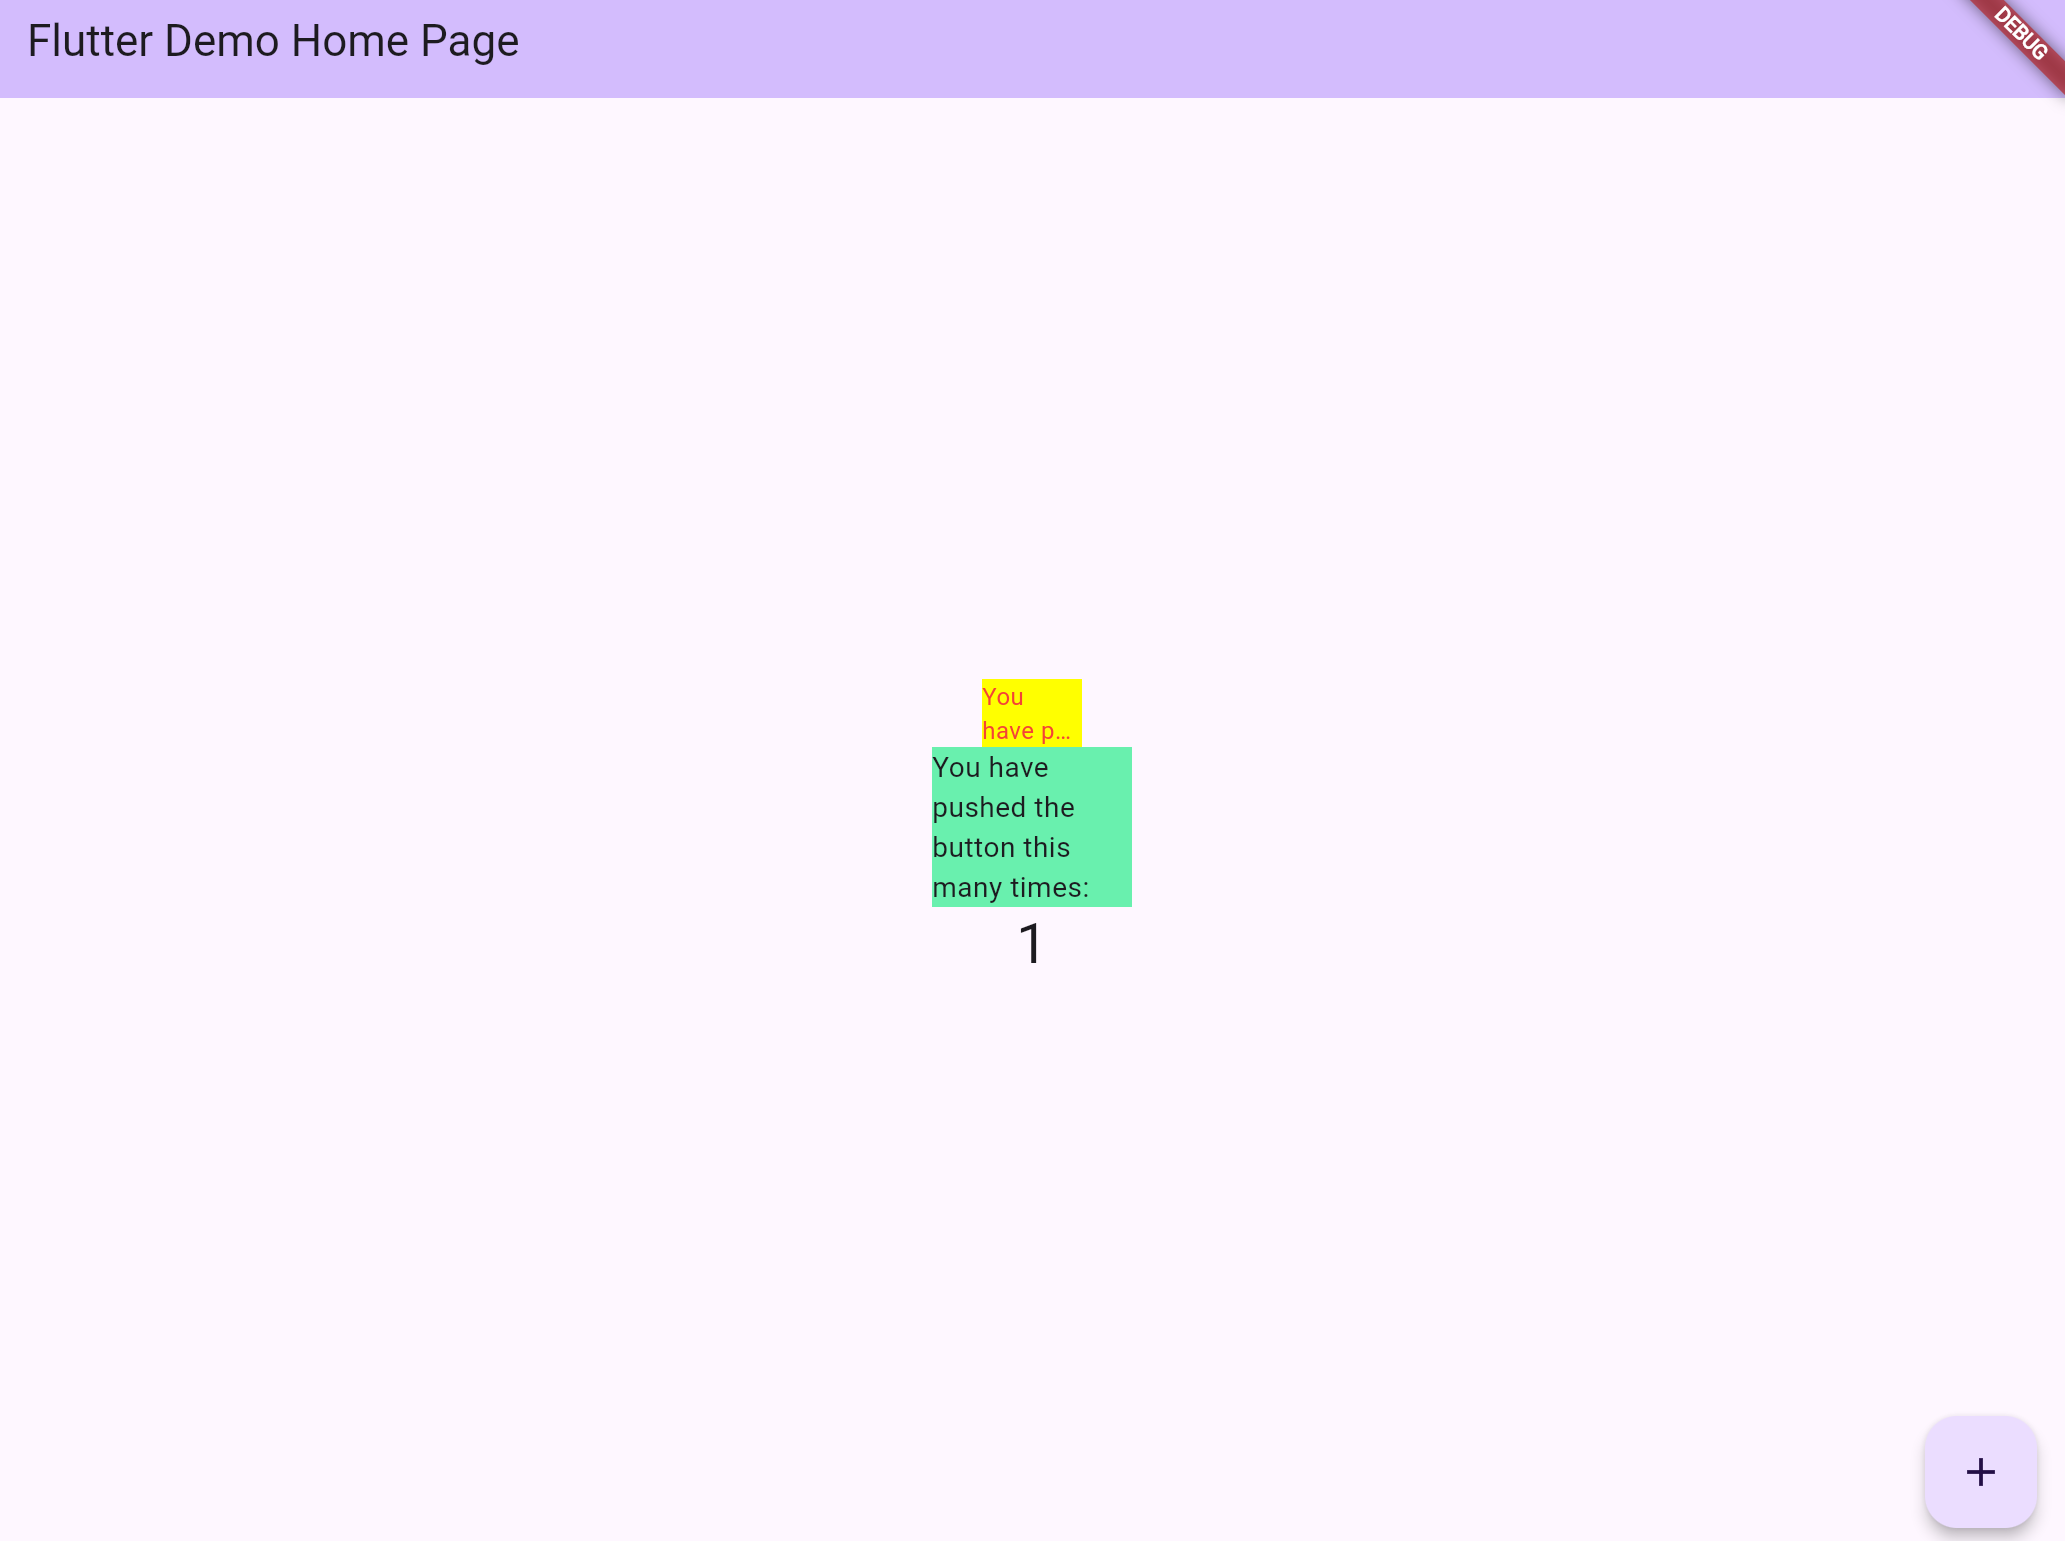 Flutter Demo Home Page
DEBUG
You
have p…
You have
pushed the
button this
many times:
1
+